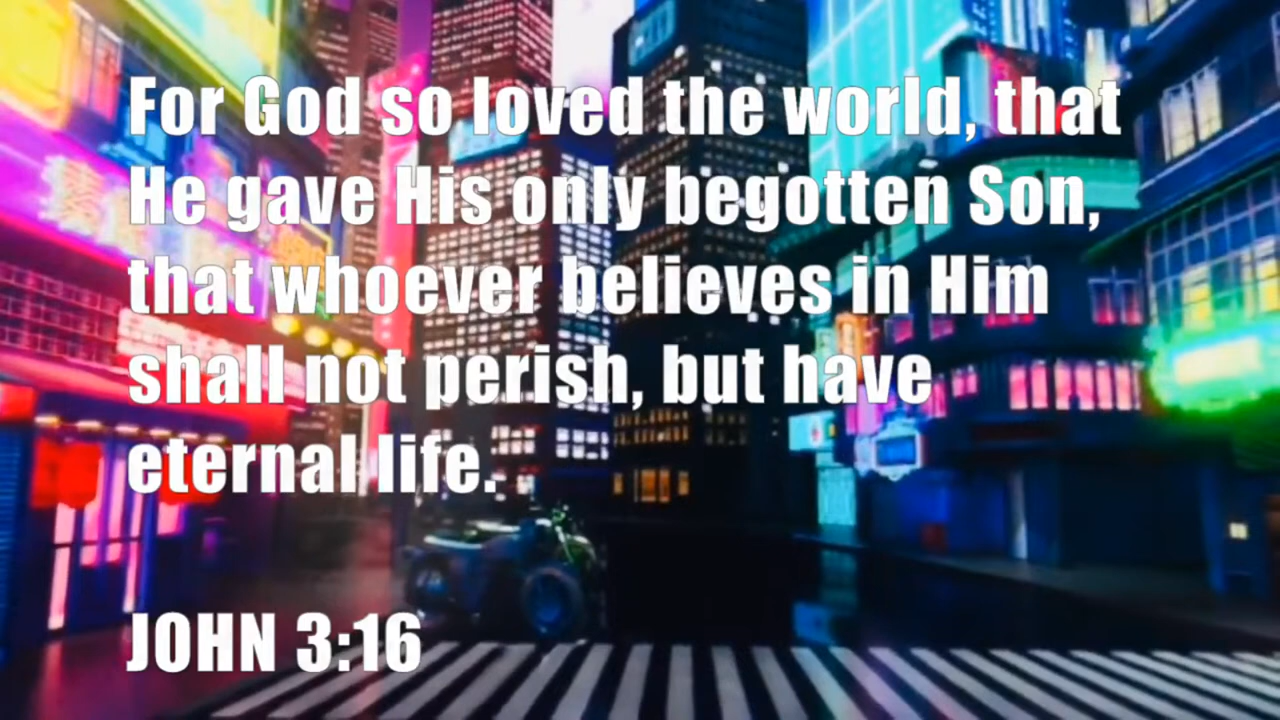 For God so loved the world, that
He gave His only begotten Son,
that whoever believes in Him
shall not perish, but have
eternal life.
JOHN 3:16